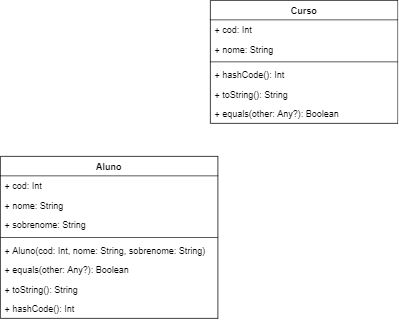 Curso
+ cod: Int
+ nome: String
+ hashCode(): Int
+ toString(): String
+ equals(other: Any?): Boolean
Aluno
+ cod: Int
+ nome: String
+ sobrenome: String
+ Aluno(cod: Int, nome: String, sobrenome: String)
+ equals(other: Any?): Boolean
+ toString(): String
+ hashCode(): Int